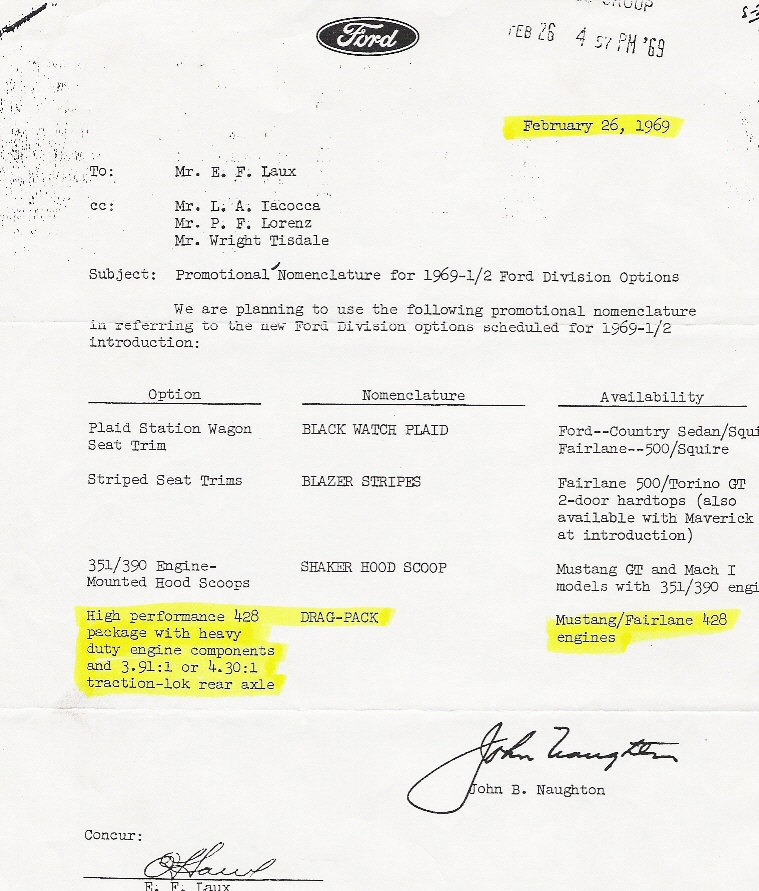 GROUP
Ford
FEB 26 4 57 PM '69
February 26, 1969
To: Mr. E. F. Laux
cc: Mr. L. A. Iacocca
Mr. P. F. Lorenz
Mr. Wright Tisdale
Subject: Promotional Nomenclature for 1969-1/2 Ford Division Options
We are planning to use the following promotional nomenclature
in referring to the new Ford Division options scheduled for 1969-1/2
introduction:
Option Nomenclature Availability
Plaid Station Wagon BLACK WATCH PLAID Ford--Country Sedan/Squi
Seat Trim Fairlane--500/Squire
Striped Seat Trims BLAZER STRIPES Fairlane 500/Torino GT
2-door hardtops (also
available with Maverick
at introduction)
351/390 Engine- SHAKER HOOD SCOOP Mustang GT and Mach I
Mounted Hood Scoops models with 351/390 engi
High performance 428 DRAG-PACK Mustang/Fairlane 428
package with heavy engines
duty engine components
and 3.91:1 or 4.30:1
traction-lok rear axle
John Naughton
John B. Naughton
Concur:
E. F. Laux